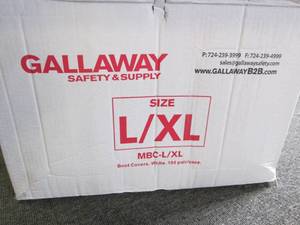 GALLAWAY
SAFETY & SUPPLY
P:724-239-3999 F:724-239-4999
sales@gallawaysafety.com
www.GALLAWAYB2B.com
SIZE
L/XL
MBC-L/XL
Boot Covers, White, 150 pair/case.